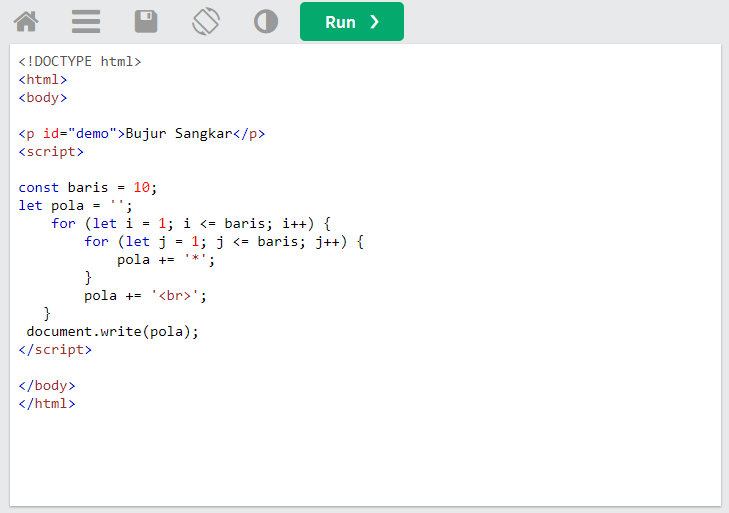 Run ❯
<!DOCTYPE html>
<html>
<body>
<p id="demo">Bujur Sangkar</p>
<script>
const baris = 10;
let pola = '';
for (let i = 1; i <= baris; i++) {
for (let j = 1; j <= baris; j++) {
pola += '*';
}
pola += '<br>';
}
document.write(pola);
</script>
</body>
</html>